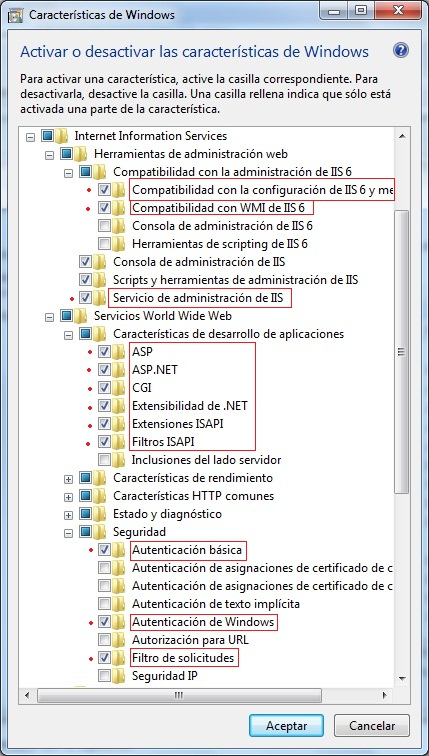 Características de Windows
Activar o desactivar las características de Windows
Para activar una característica, active la casilla correspondiente. Para
desactivarla, desactive la casilla. Una casilla rellena indica que sólo está
activada una parte de la característica.
Internet Information Services
Herramientas de administración web
Compatibilidad con la administración de IIS 6
Compatibilidad con la configuración de IIS 6 y me
Compatibilidad con WMI de IIS 6
Consola de administración de IIS 6
Herramientas de scripting de IIS 6
Consola de administración de IIS
Scripts y herramientas de administración de IIS
Servicio de administración de IIS
Servicios World Wide Web
Características de desarrollo de aplicaciones
ASP
ASP.NET
CGI
Extensibilidad de .NET
Extensiones ISAPI
Filtros ISAPI
Inclusiones del lado servidor
Características de rendimiento
Características HTTP comunes
Estado y diagnóstico
Seguridad
Autenticación básica
Autenticación de asignaciones de certificado de c
Autenticación de asignaciones de certificado de c
Autenticación de texto implícita
Autenticación de Windows
Autorización para URL
Filtro de solicitudes
Seguridad IP
Aceptar
Cancelar